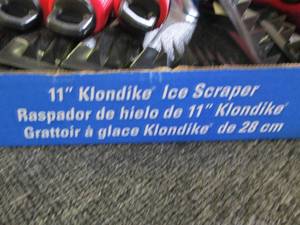 11" Klondike® Ice Scraper
Raspador de hielo de 11" Klondike®
Grattoir à glace Klondike® de 28 cm